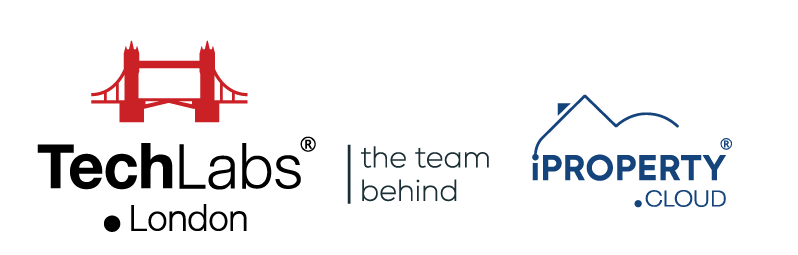 TechLabs®
.London
the team
behind
iPROPERTY®
.CLOUD